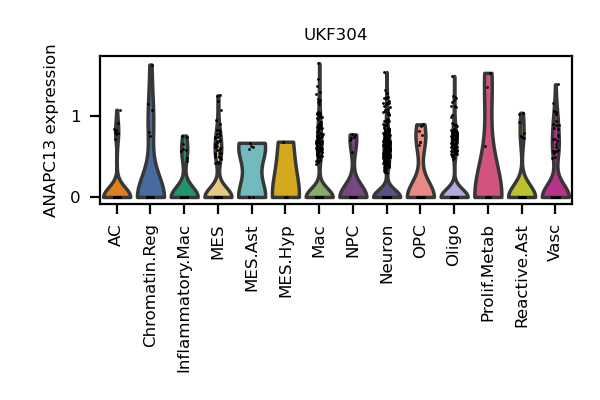 UKF304
ANAPC13 expression
1
0
AC
Chromatin.Reg
Inflammatory.Mac
MES
MES.Ast
MES.Hyp
Mac
NPC
Neuron
OPC
Oligo
Prolif.Metab
Reactive.Ast
Vasc